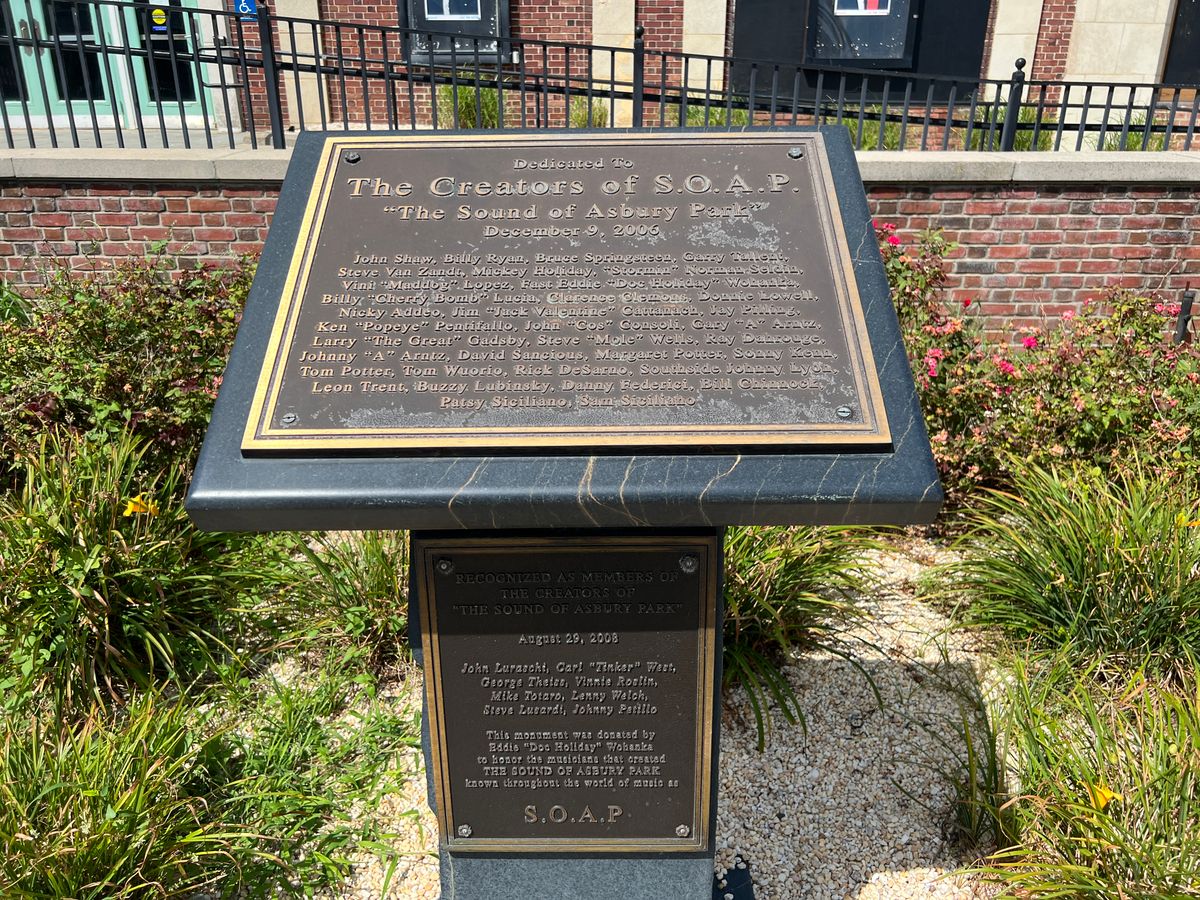 Dedicated To
The Creators of S.O.A.P.
"The Sound of Asbury Park"
December 9, 2006
John Shaw, Billy Ryan, Bruce Springsteen, Garry Tallent,
Steve Van Zandt, Mickey Holiday, "Stormin" Norman Seldin,
Vini "Maddog" Lopez, Fast Eddie "Doc Holiday" Wohanka,
Billy "Cherry Bomb" Lucia, Clarence Clemons, Donnie Lowell,
Nicky Addeo, Jim "Jack Valentine" Cattanach, Jay Pilling,
Ken "Popeye" Pentifallo, John "Cos" Consoli, Gary "A" Arntz,
Larry "The Great" Gadsby, Steve "Mole" Wells, Ray Dahrouge,
Johnny "A" Arntz, David Sancious, Margaret Potter, Sonny Kenn,
Tom Potter, Tom Wuorio, Rick DeSarno, Southside Johnny Lyon,
Leon Trent, Buzzy Lubinsky, Danny Federici, Bill Chinnock,
Patsy Siciliano, Sam Siciliano
RECOGNIZED AS MEMBERS OF
THE CREATORS OF
"THE SOUND OF ASBURY PARK"
August 29, 2008
John Luraschi, Carl "Tinker" West,
George Theiss, Vinnie Roslin,
Mike Totaro, Lenny Welch,
Steve Lusardi, Johnny Petillo
This monument was donated by
Eddie "Doc Holiday" Wohanka
to honor the musicians that created
THE SOUND OF ASBURY PARK
known throughout the world of music as
S.O.A.P